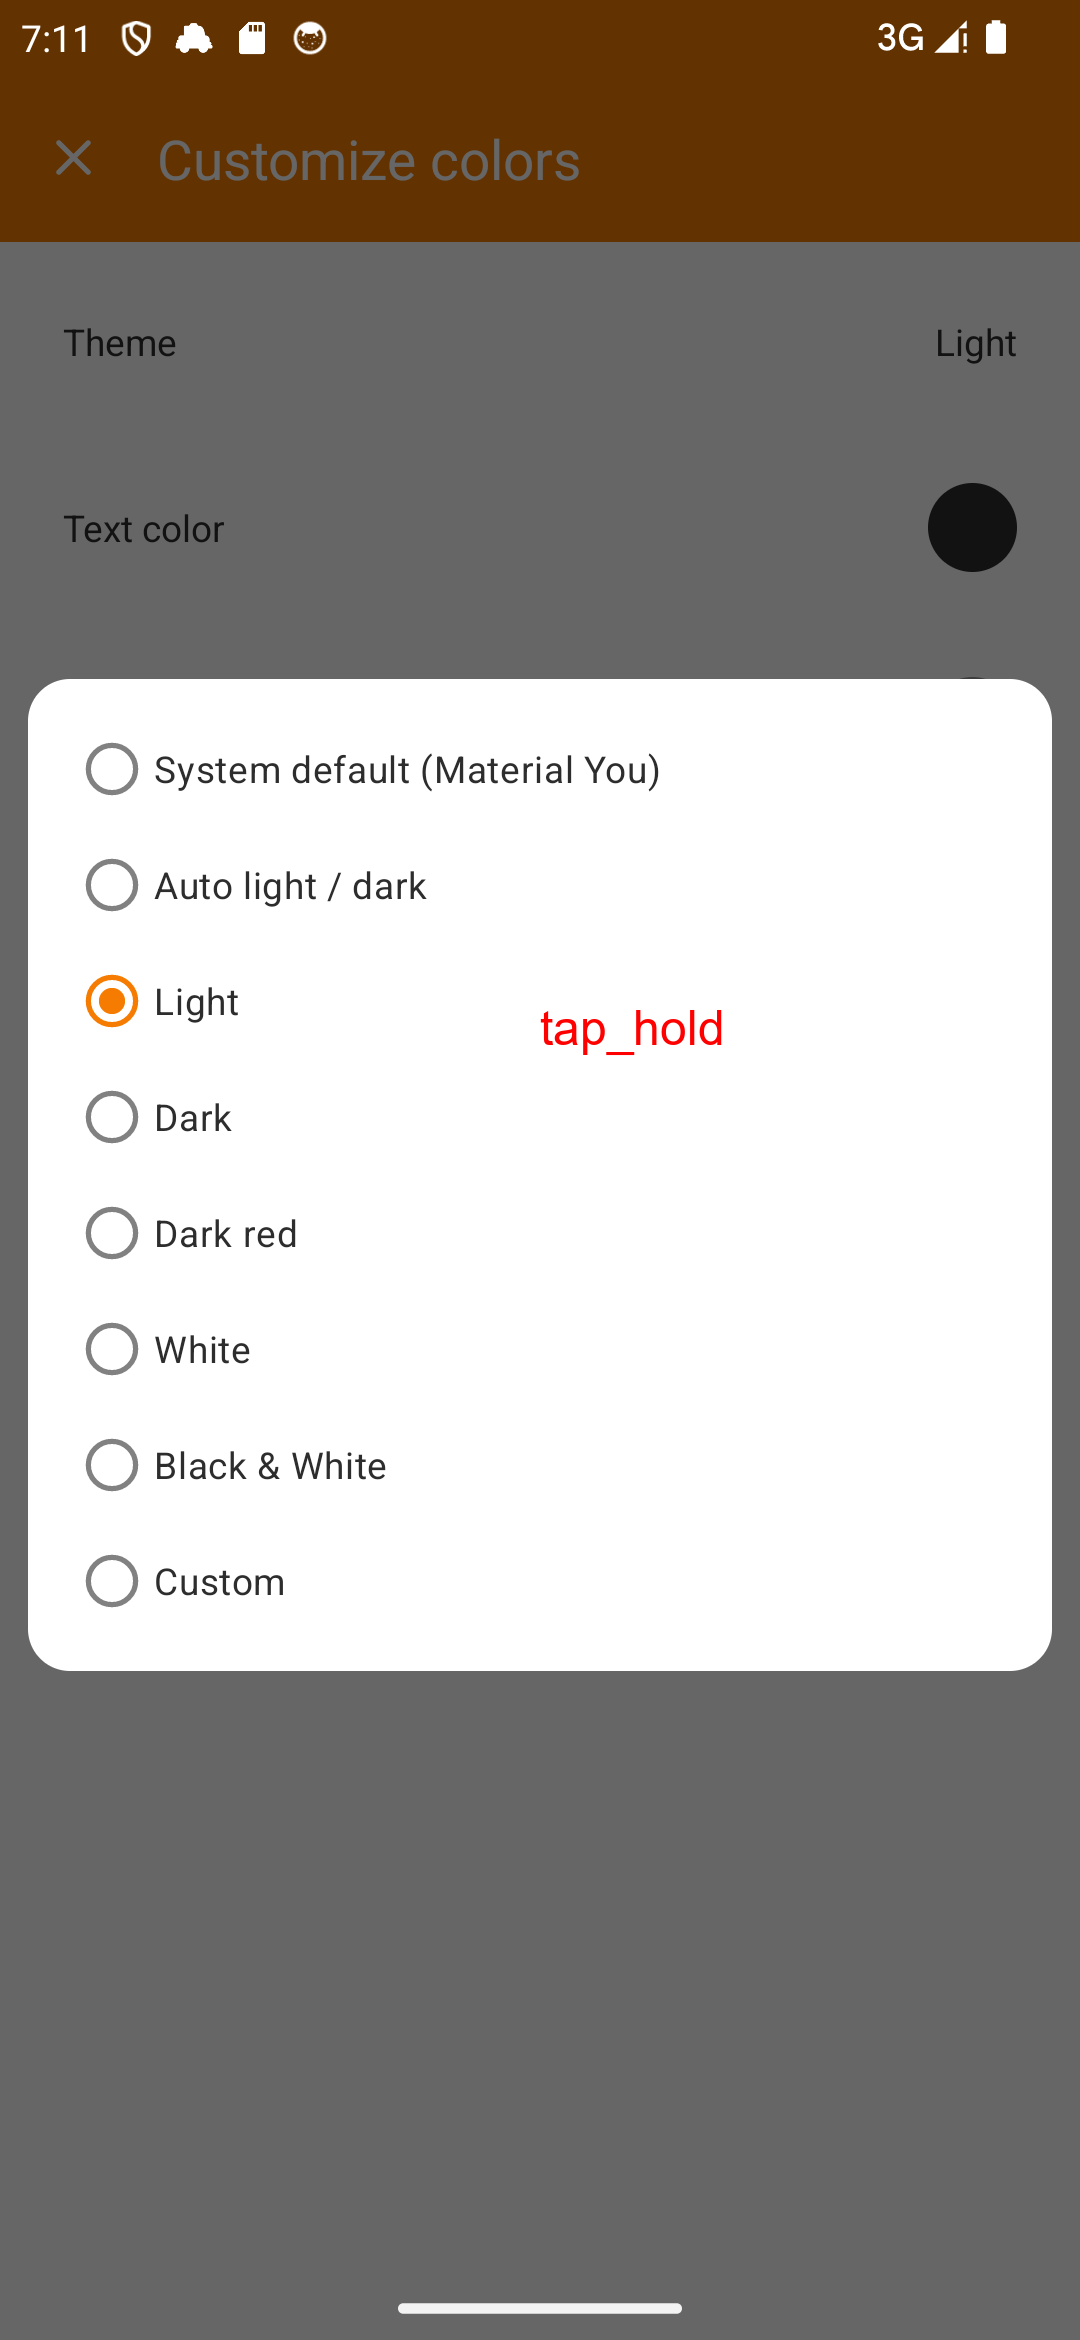 7:11
3G
Customize colors
Theme
Light
Text color
System default (Material You)
Auto light / dark
Light
tap_hold
Dark
Dark red
White
Black & White
Custom